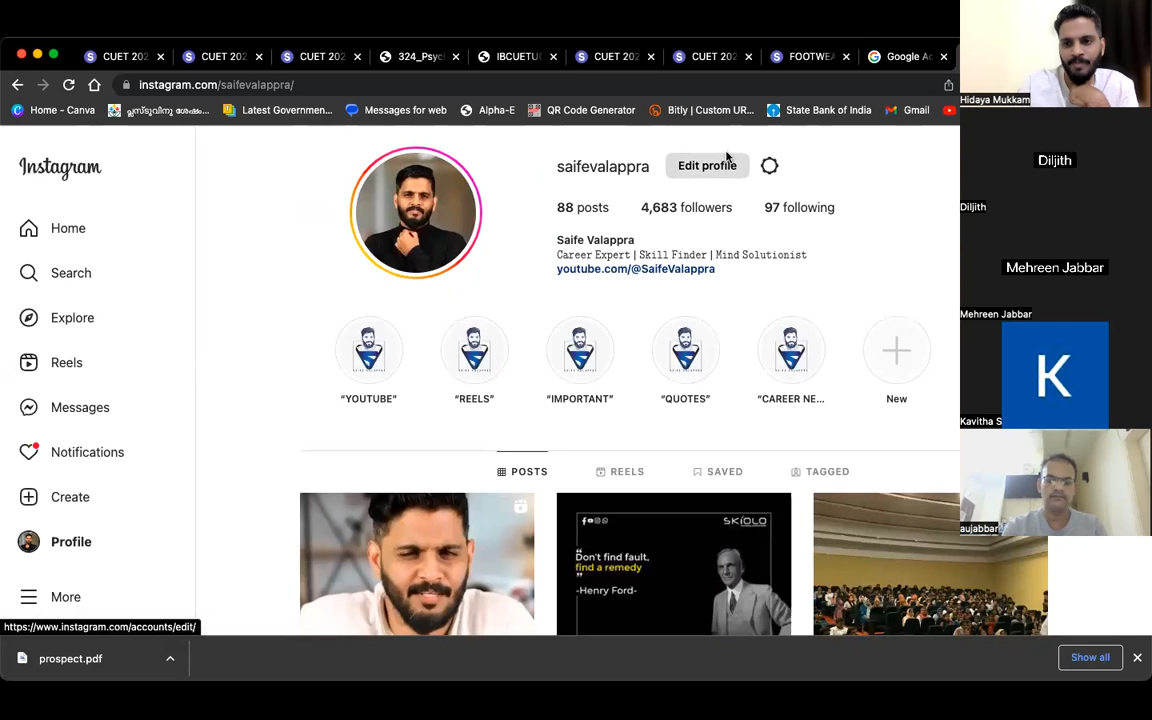 CUET 202
CUET 202
CUET 202
324_Psyc
IBCUETUG
CUET 202
CUET 202
FOOTWEA
Google Ac
instagram.com/saifevalappra/
Home - Canva
പ്ലസ്ടുവിനു ശേഷം...
Latest Governmen...
Messages for web
Alpha-E
QR Code Generator
Bitly | Custom UR...
State Bank of India
Gmail
Instagram
Home
Search
Explore
Reels
Messages
Notifications
Create
Profile
More
https://www.instagram.com/accounts/edit/
saifevalappra
Edit profile
88 posts 4,683 followers 97 following
Saife Valappra
Career Expert | Skill Finder | Mind Solutionist
youtube.com/@SaifeValappra
"YOUTUBE"
"REELS"
"IMPORTANT"
"QUOTES"
"CAREER NE...
New
POSTS
REELS
SAVED
TAGGED
SKIOLO
"Don't find fault,
find a remedy
-Henry Ford-
prospect.pdf
Show all
Hidaya Mukkam
Diljith
Diljith
Mehreen Jabbar
Mehreen Jabbar
K
Kavitha S
aujabbar